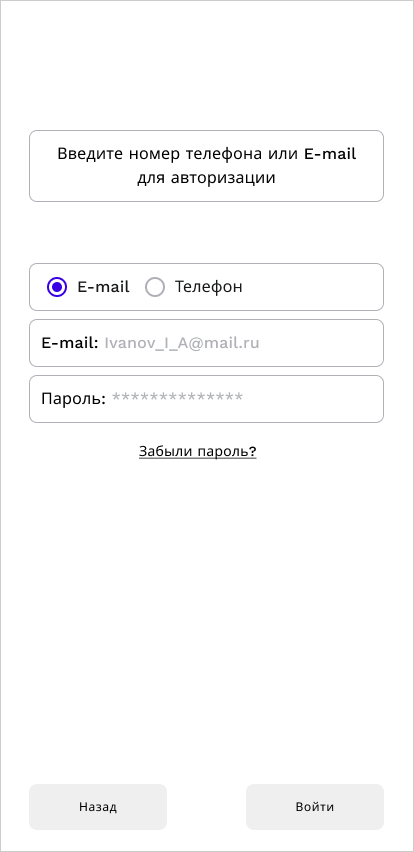 Введите номер телефона или E-mail
для авторизации
E-mail Телефон
E-mail: Ivanov_I_A@mail.ru
Пароль: **************
Забыли пароль?
Назад Войти